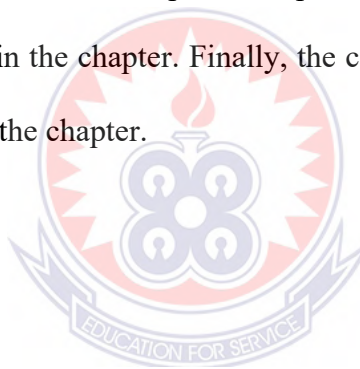 in the chapter. Finally, the c
the chapter.
EDUCATION FOR SERVICE